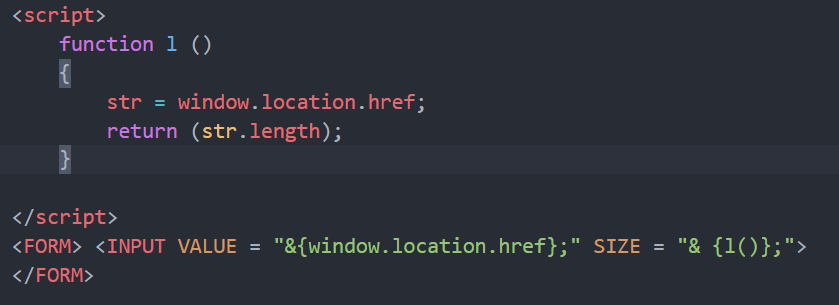 <script>
function l ()
{
str = window.location.href;
return (str.length);
}
</script>
<FORM> <INPUT VALUE = "&{window.location.href};" SIZE = "& {l()};">
</FORM>